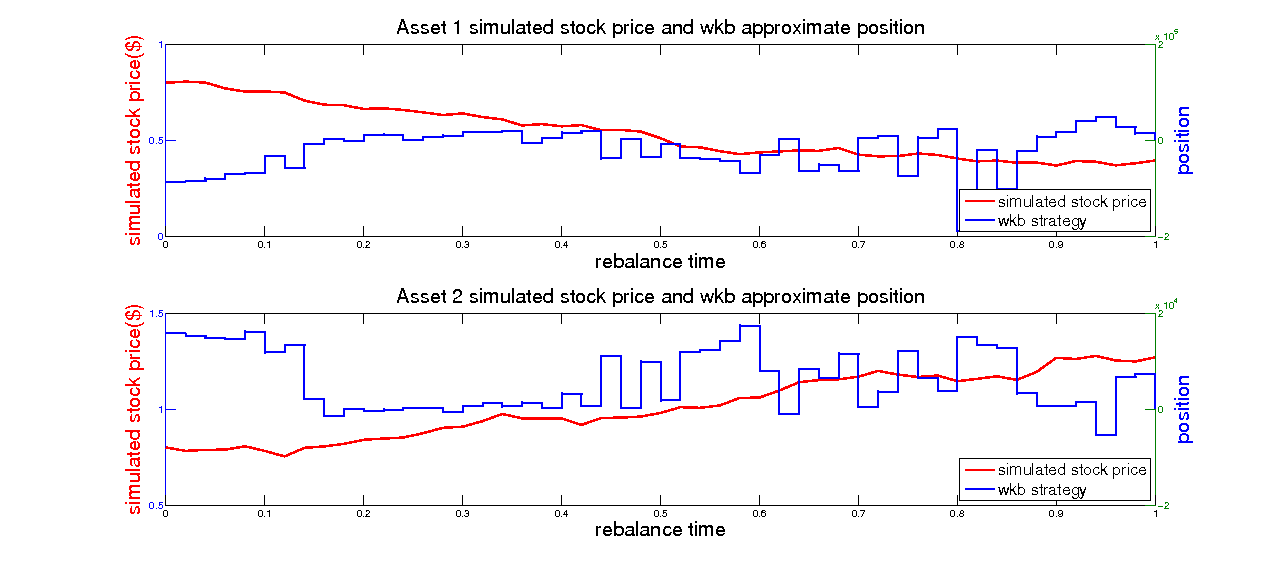 Asset 1 simulated stock price and wkb approximate position
simulated stock price($)
1
0.5
0
x 10^5
2
0
-2
position
simulated stock price
wkb strategy
0 0.1 0.2 0.3 0.4 0.5 0.6 0.7 0.8 0.9 1
rebalance time
Asset 2 simulated stock price and wkb approximate position
simulated stock price($)
1.5
1
0.5
x 10^4
2
0
-2
position
simulated stock price
wkb strategy
0 0.1 0.2 0.3 0.4 0.5 0.6 0.7 0.8 0.9 1
rebalance time